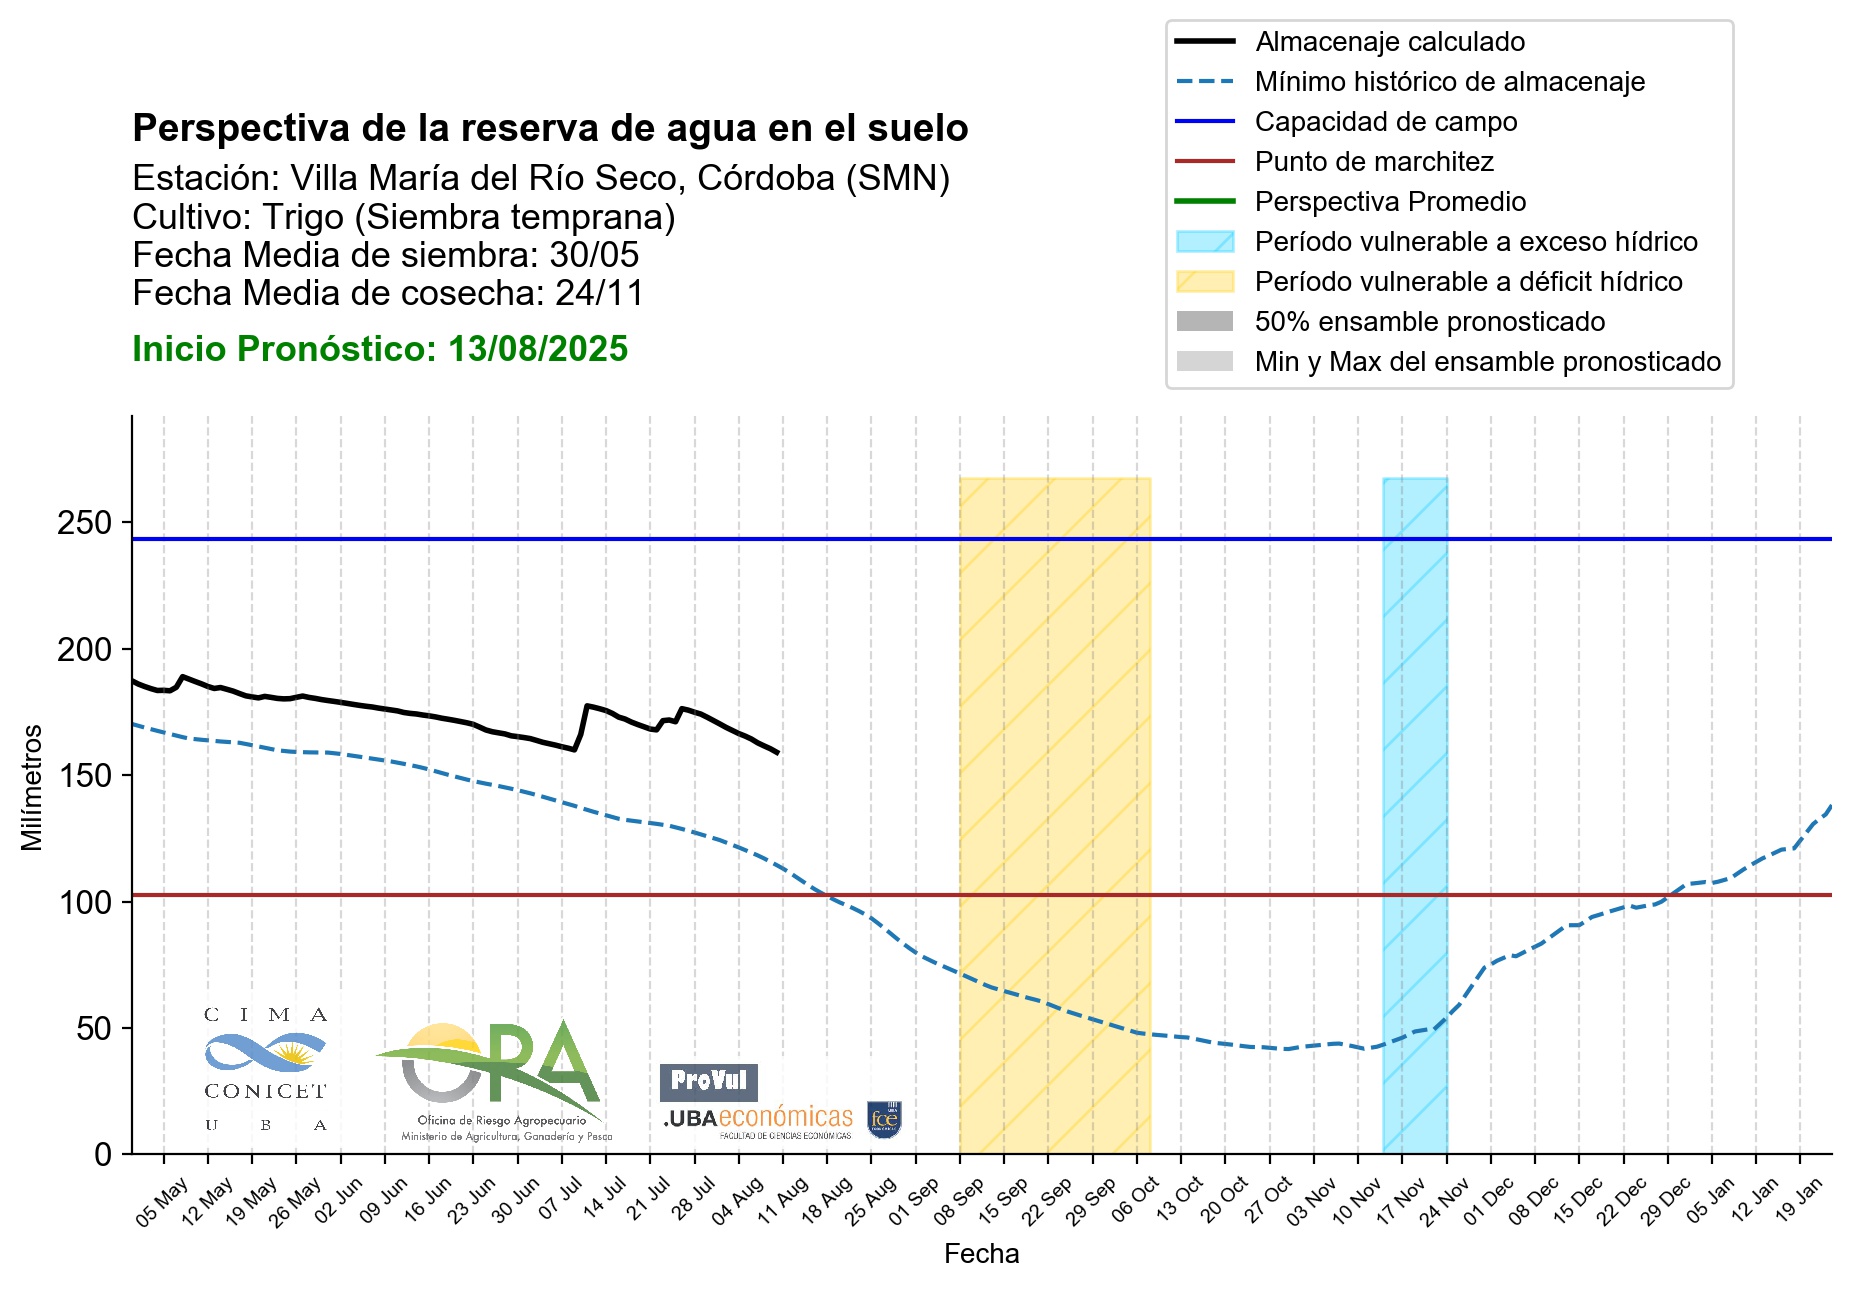 Almacenaje calculado
Mínimo histórico de almacenaje
Capacidad de campo
Punto de marchitez
Perspectiva Promedio
Período vulnerable a exceso hídrico
Período vulnerable a déficit hídrico
50% ensamble pronosticado
Min y Max del ensamble pronosticado
Perspectiva de la reserva de agua en el suelo
Estación: Villa María del Río Seco, Córdoba (SMN)
Cultivo: Trigo (Siembra temprana)
Fecha Media de siembra: 30/05
Fecha Media de cosecha: 24/11
Inicio Pronóstico: 13/08/2025
Milímetros
250
200
150
100
50
0
CIMA
CONICET
UBA
ORA
Oficina de Riesgo Agropecuario
Ministerio de Agricultura, Ganadería y Pesca
ProVul
.UBAeconómicas
FACULTAD DE CIENCIAS ECONÓMICAS
fce
05 May 12 May 19 May 26 May 02 Jun 09 Jun 16 Jun 23 Jun 30 Jun 07 Jul 14 Jul 21 Jul 28 Jul 04 Aug 11 Aug 18 Aug 25 Aug 01 Sep 08 Sep 15 Sep 22 Sep 29 Sep 06 Oct 13 Oct 20 Oct 27 Oct 03 Nov 10 Nov 17 Nov 24 Nov 01 Dec 08 Dec 15 Dec 22 Dec 29 Dec 05 Jan 12 Jan 19 Jan
Fecha